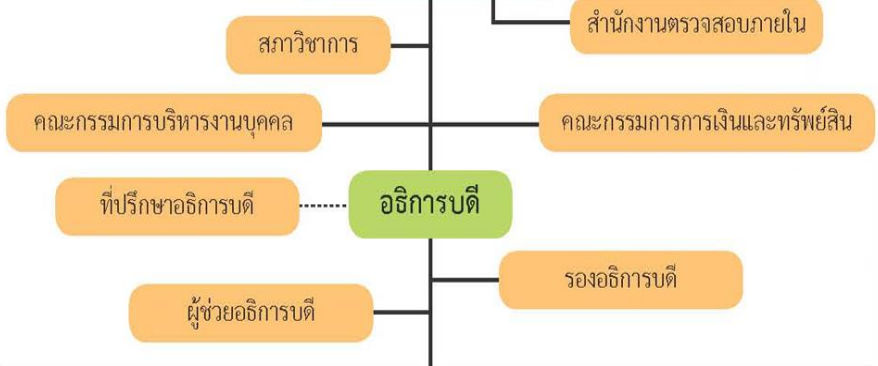 สำนักงานตรวจสอบภายใน
สภาวิชาการ
คณะกรรมการบริหารงานบุคคล
คณะกรรมการการเงินและทรัพย์สิน
ที่ปรึกษาอธิการบดี
อธิการบดี
รองอธิการบดี
ผู้ช่วยอธิการบดี